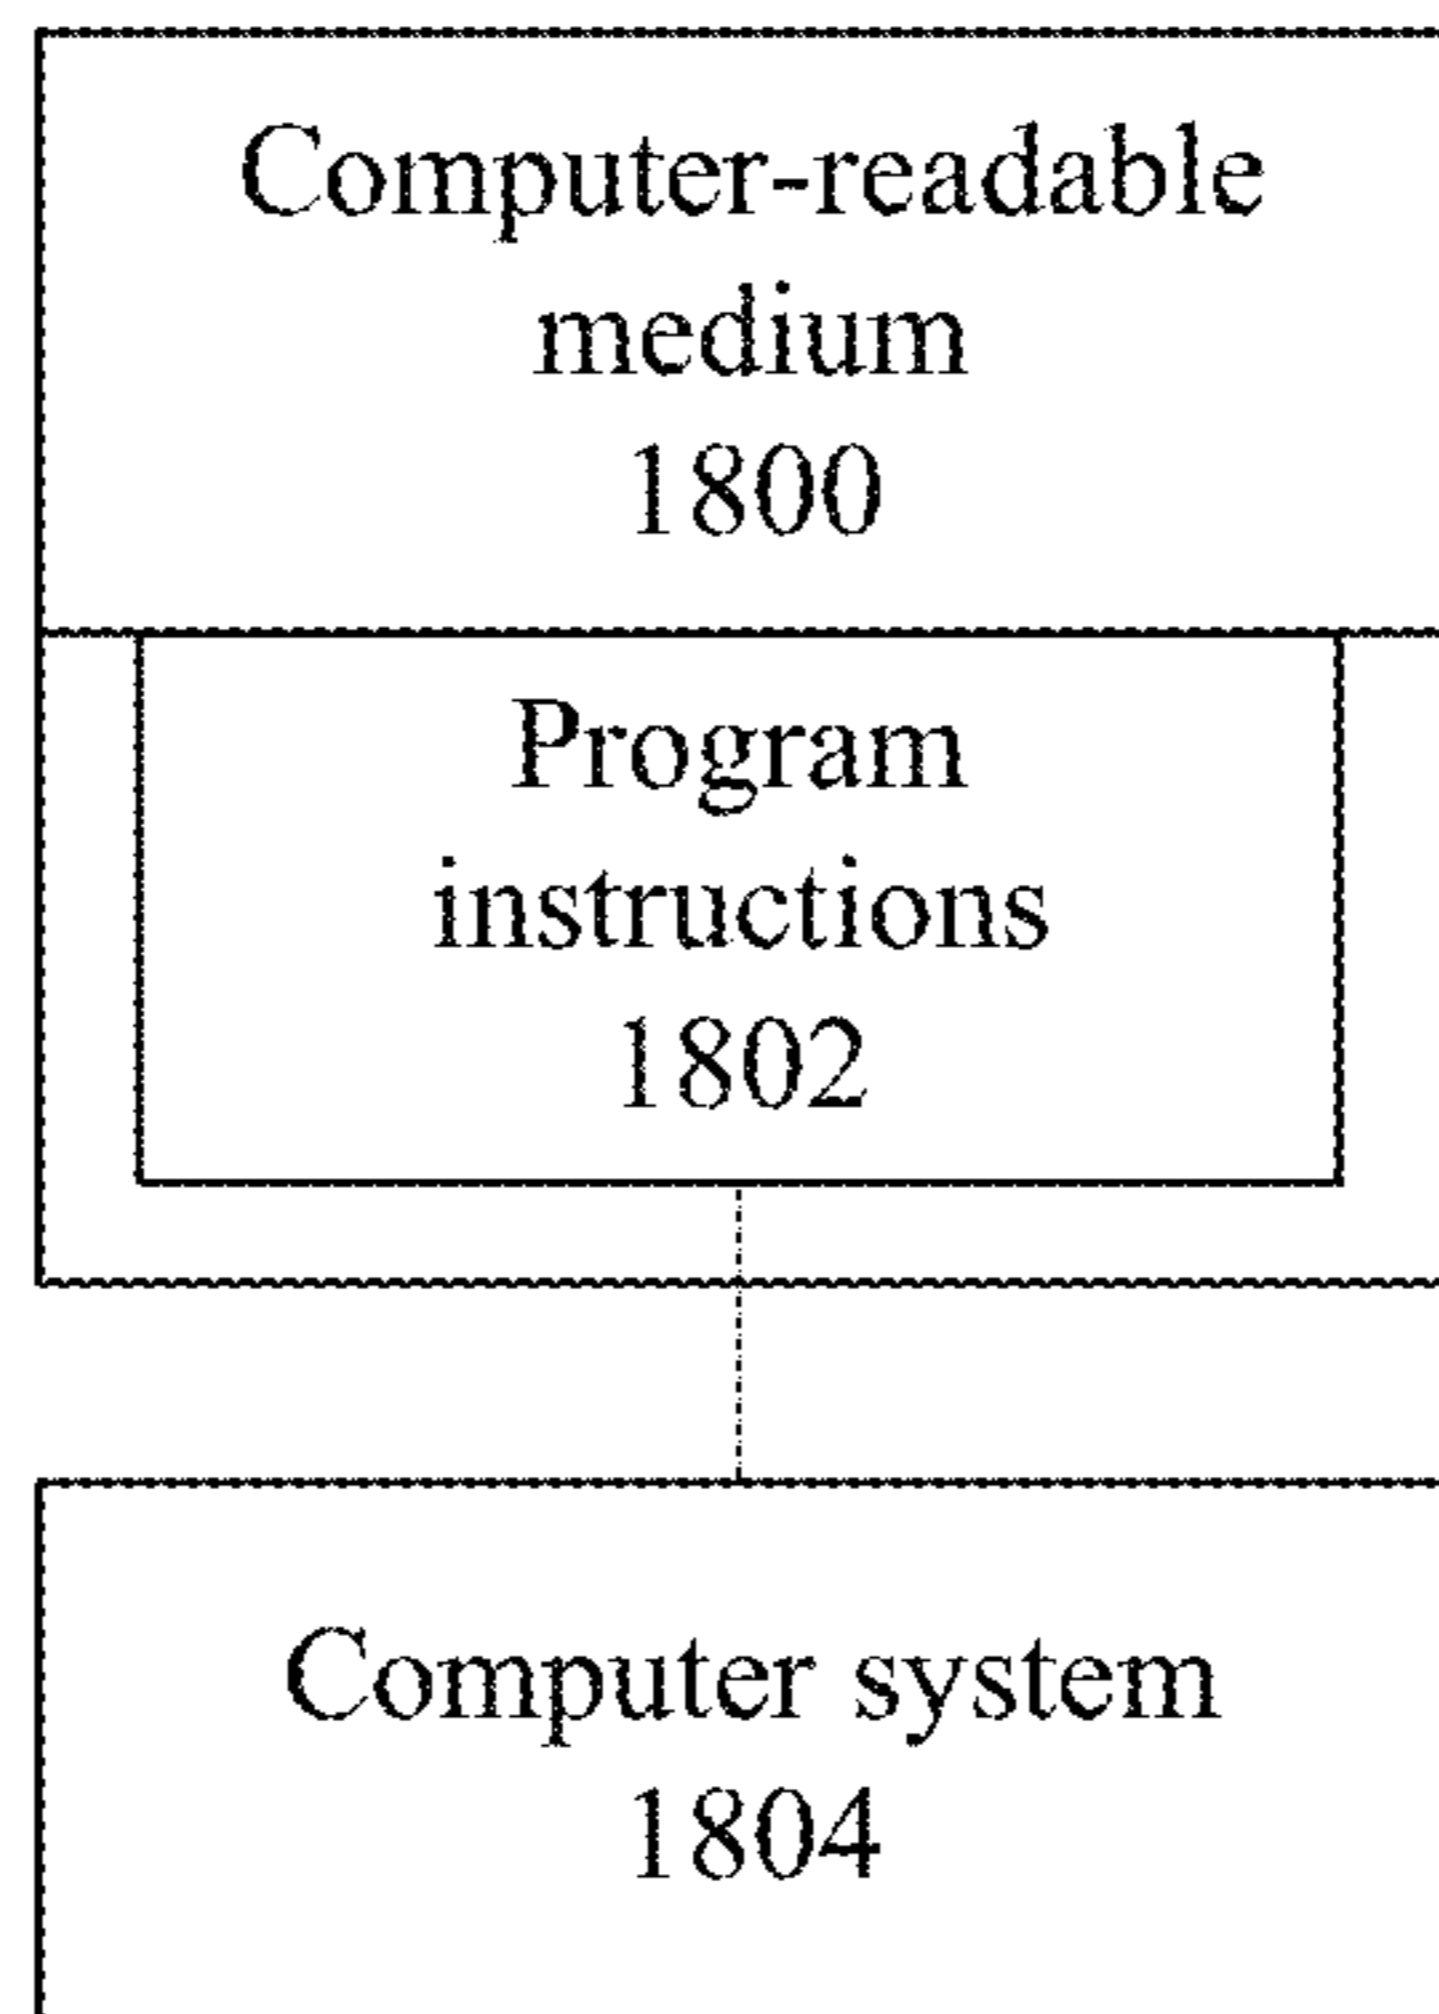 Computer-readable
medium
1800
Program
instructions
1802
Computer system
1804